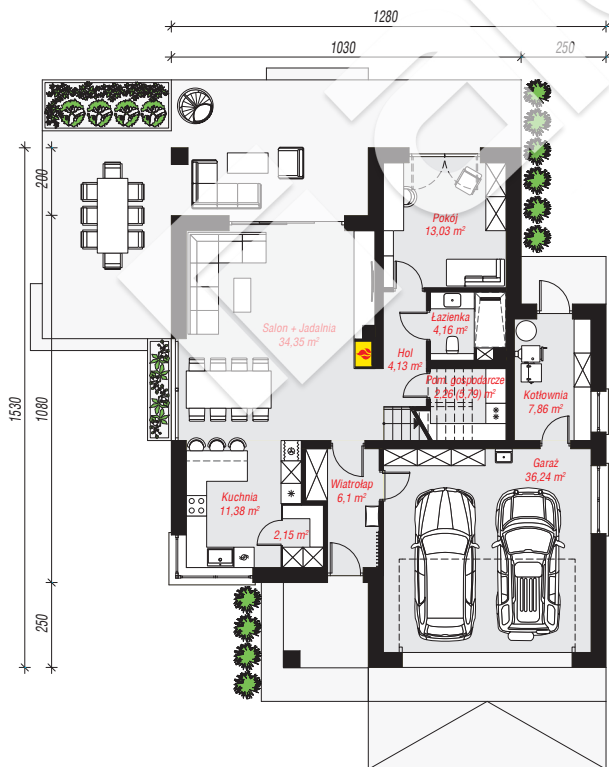 1280
1030
250
200
Pokój
13,03 m²
Salon + Jadalnia
34,35 m²
Łazienka
4,16 m²
Hol
4,13 m²
Pom. gospodarcze
2,26 (3,79) m²
Kotłownia
7,86 m²
1530
1080
Garaż
36,24 m²
Wiatrołap
6,1 m²
Kuchnia
11,38 m²
2,15 m²
250